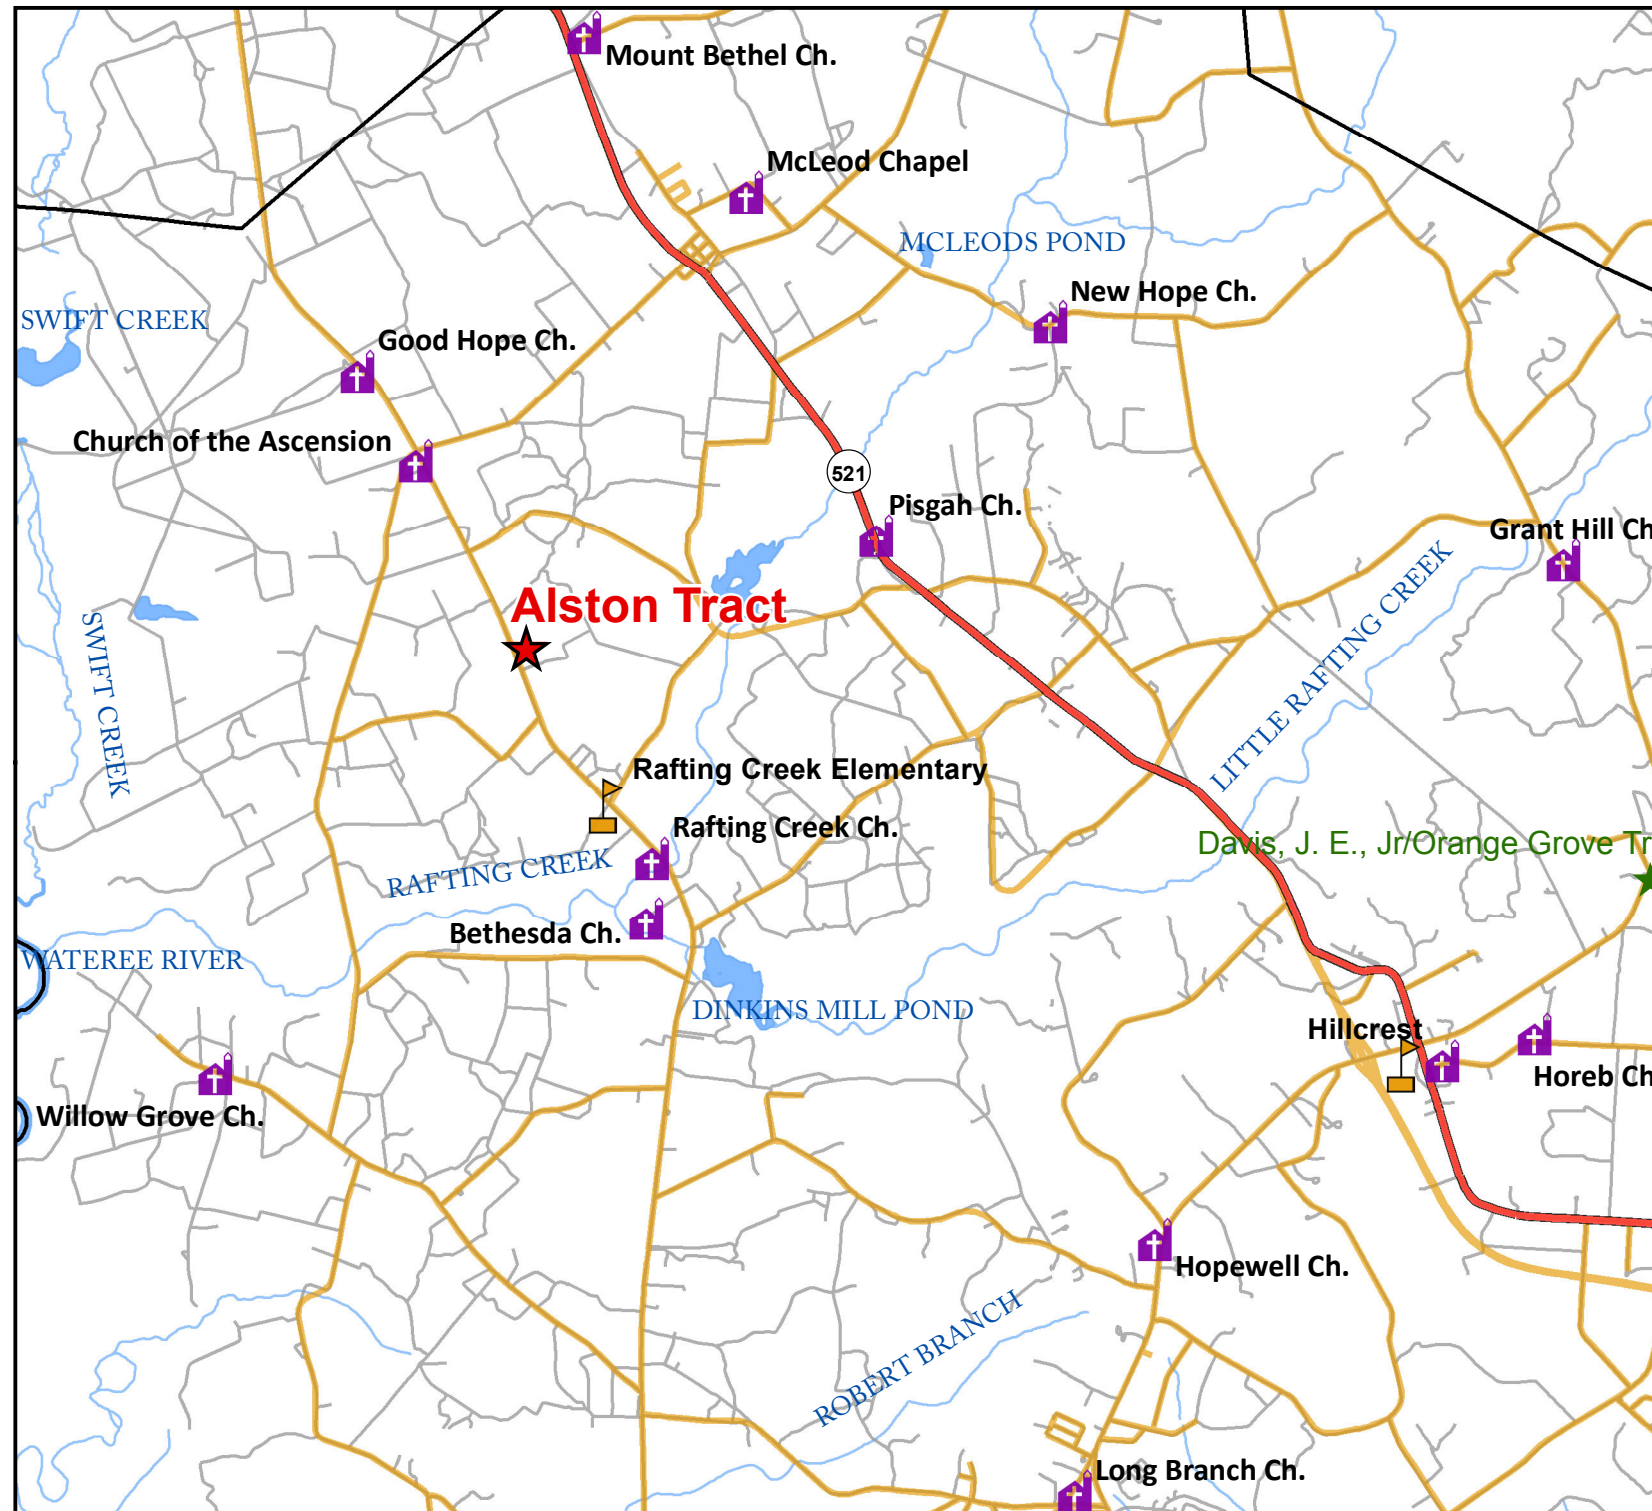 Mount Bethel Ch.
McLeod Chapel
MCLEODS POND
New Hope Ch.
SWIFT CREEK
Good Hope Ch.
Church of the Ascension
521
Pisgah Ch.
Grant Hill Ch
Alston Tract
SWIFT CREEK
LITTLE RAFTING CREEK
Rafting Creek Elementary
Rafting Creek Ch.
Davis, J. E., Jr/Orange Grove Tr
RAFTING CREEK
Bethesda Ch.
WATEREE RIVER
DINKINS MILL POND
Hillcrest
Horeb Ch
Willow Grove Ch.
Hopewell Ch.
ROBERT BRANCH
Long Branch Ch.